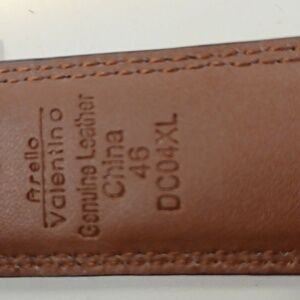 Arello
Valentino
Genuine Leather
China
46
DC04XL